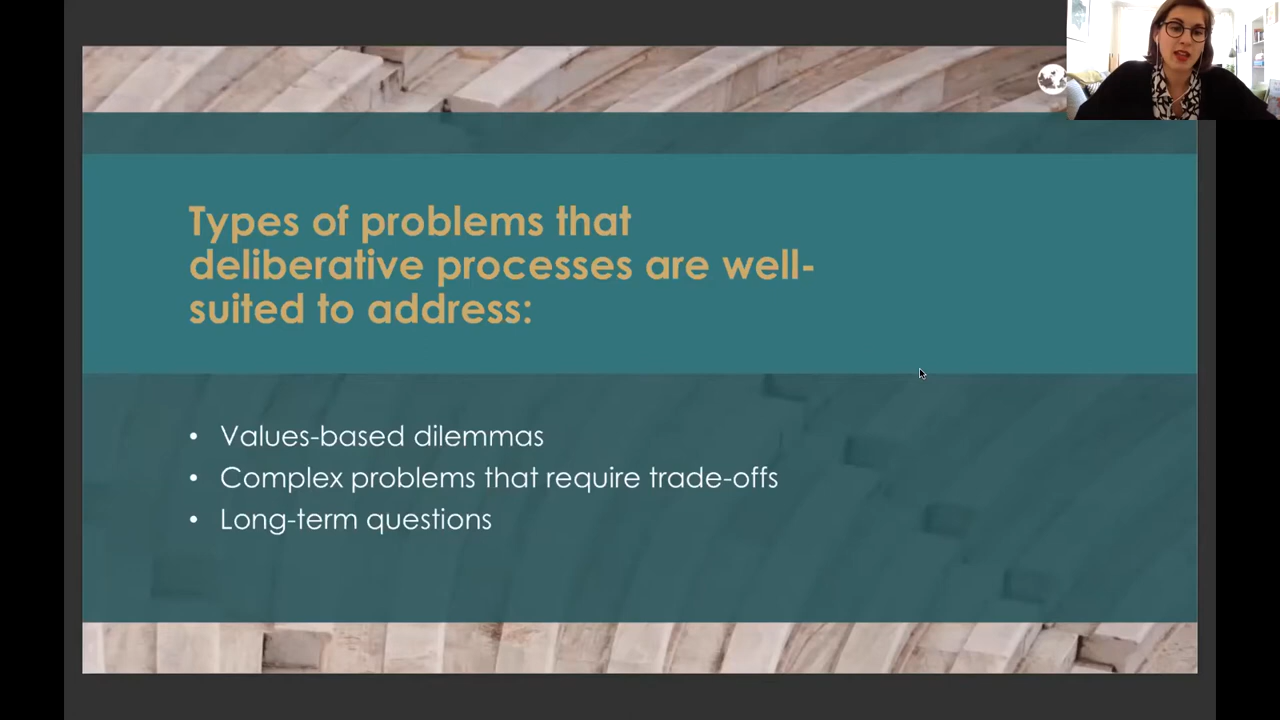 Types of problems that
deliberative processes are well-
suited to address:
• Values-based dilemmas
• Complex problems that require trade-offs
• Long-term questions